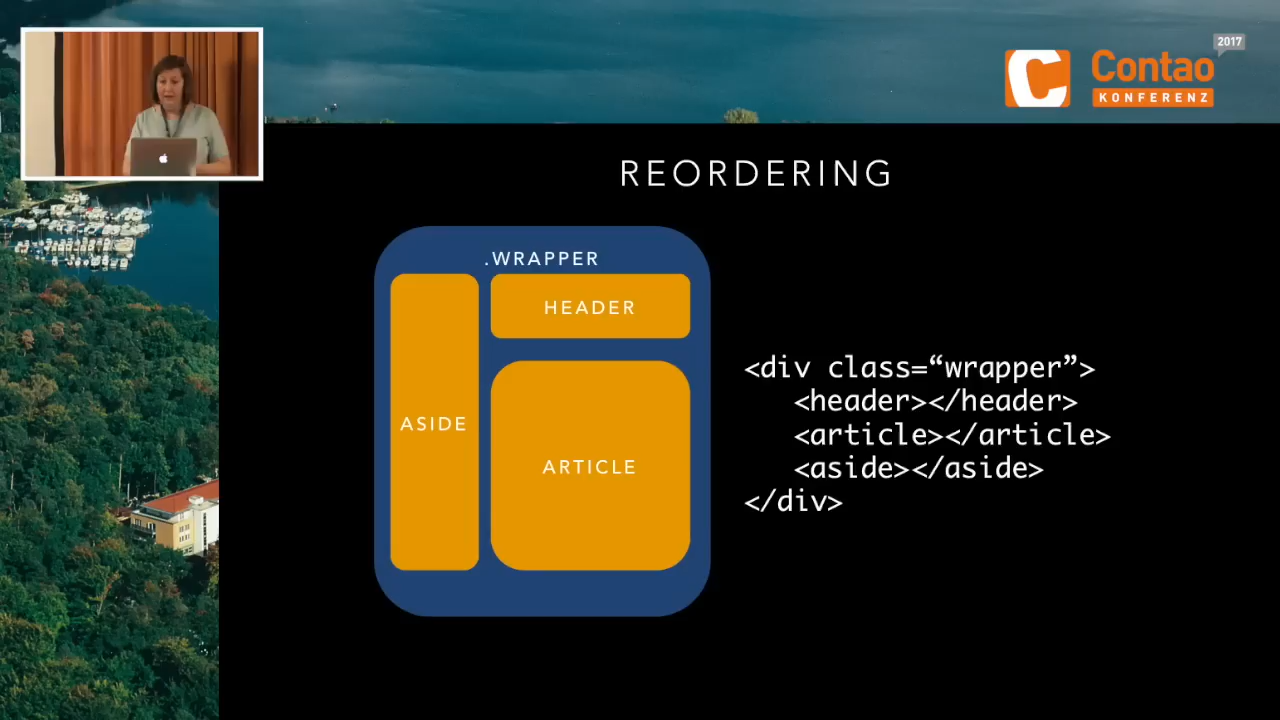 2017
Contao
KONFERENZ
REORDERING
.WRAPPER
HEADER
ASIDE
ARTICLE
<div class=“wrapper”>
<header></header>
<article></article>
<aside></aside>
</div>